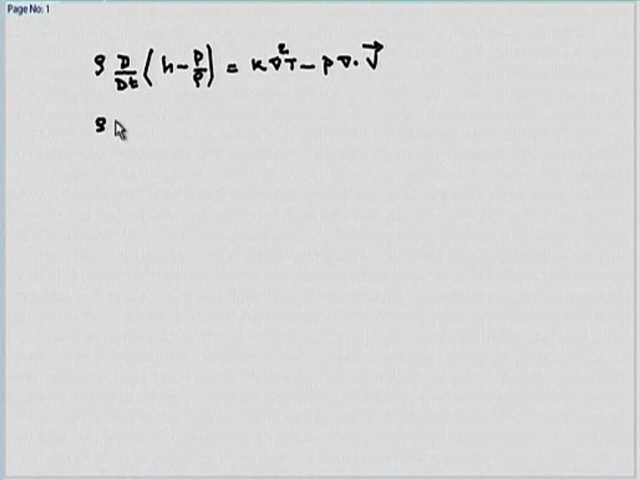 Page No: 1
ρ D/Dt (h - p/ρ) = k∇²T - p∇·V⃗
ρ